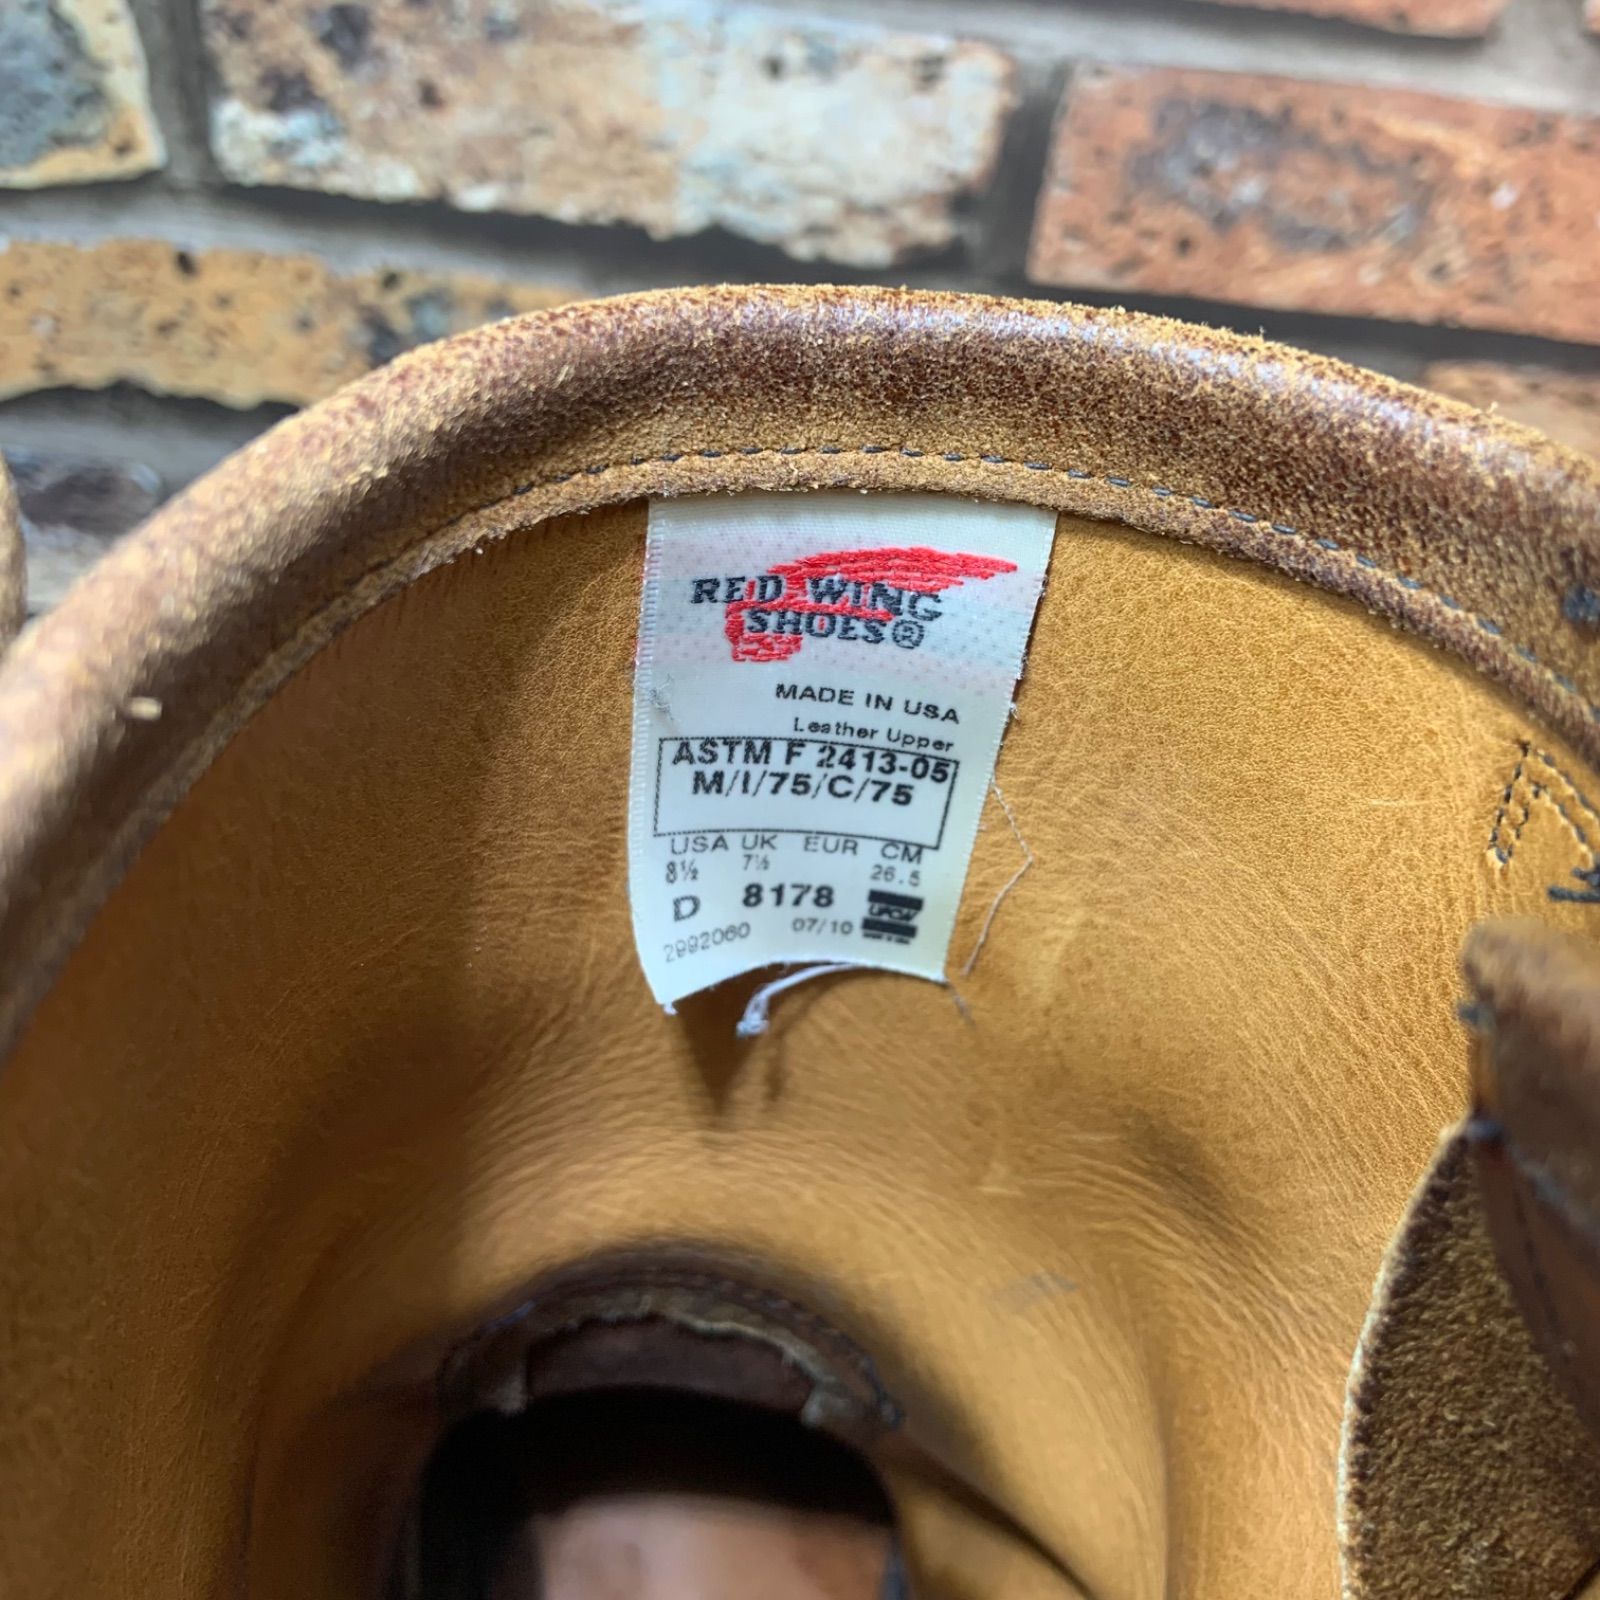 RED WING
SHOES®
MADE IN USA
Leather Upper
ASTM F 2413-05
M/I/75/C/75
USA UK EUR CM
8½ 7½ 26.5
D 8178
2992060 07/10